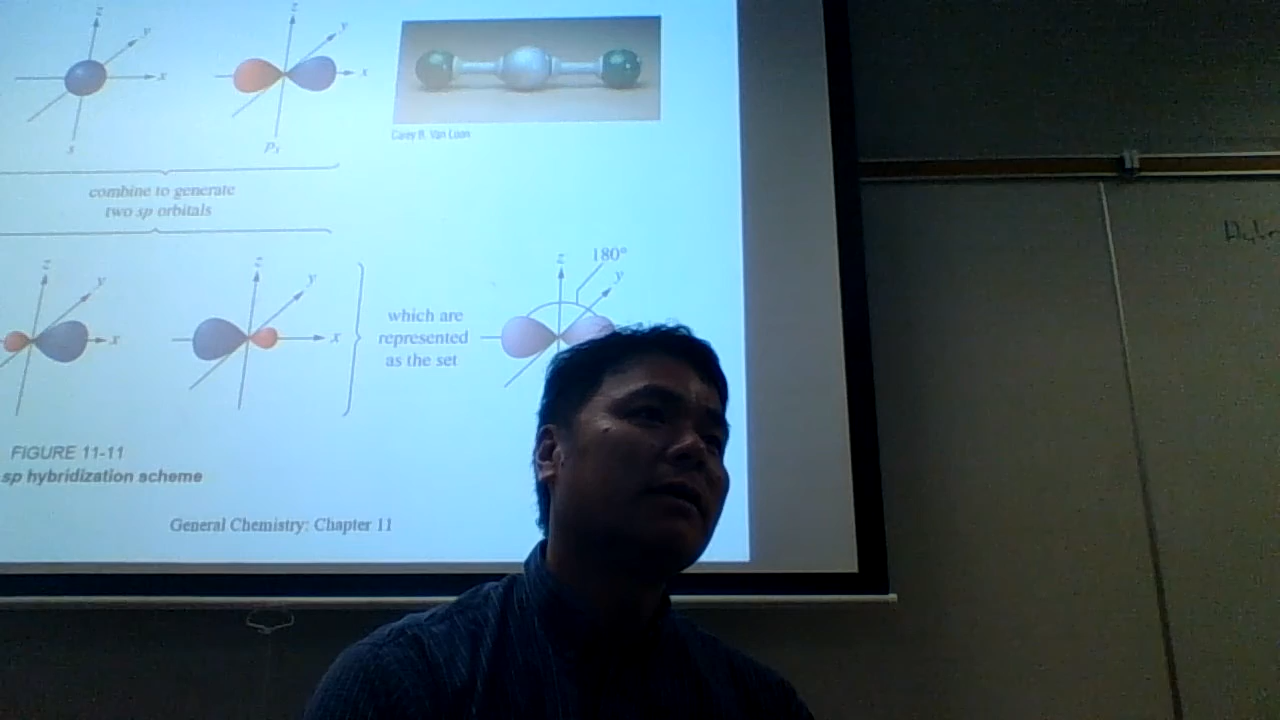 z
y
x
s
z
y
x
px
Carey B. Van Loon
combine to generate
two sp orbitals
z
y
x
z
y
x
which are
represented
as the set
180°
z
y
FIGURE 11-11
sp hybridization scheme
General Chemistry: Chapter 11